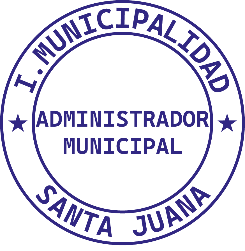 I. MUNICIPALIDAD
ADMINISTRADOR
MUNICIPAL
SANTA JUANA